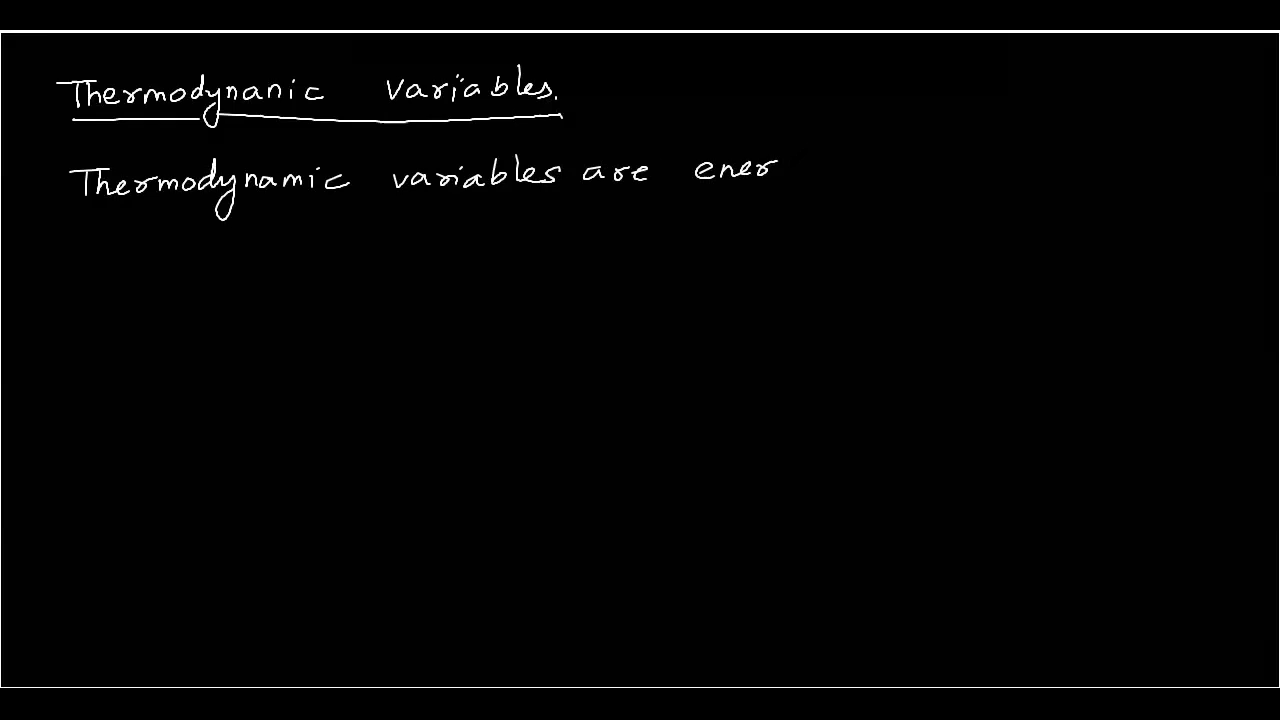 Thermodynanic variables.
Thermodynamic variables are ener